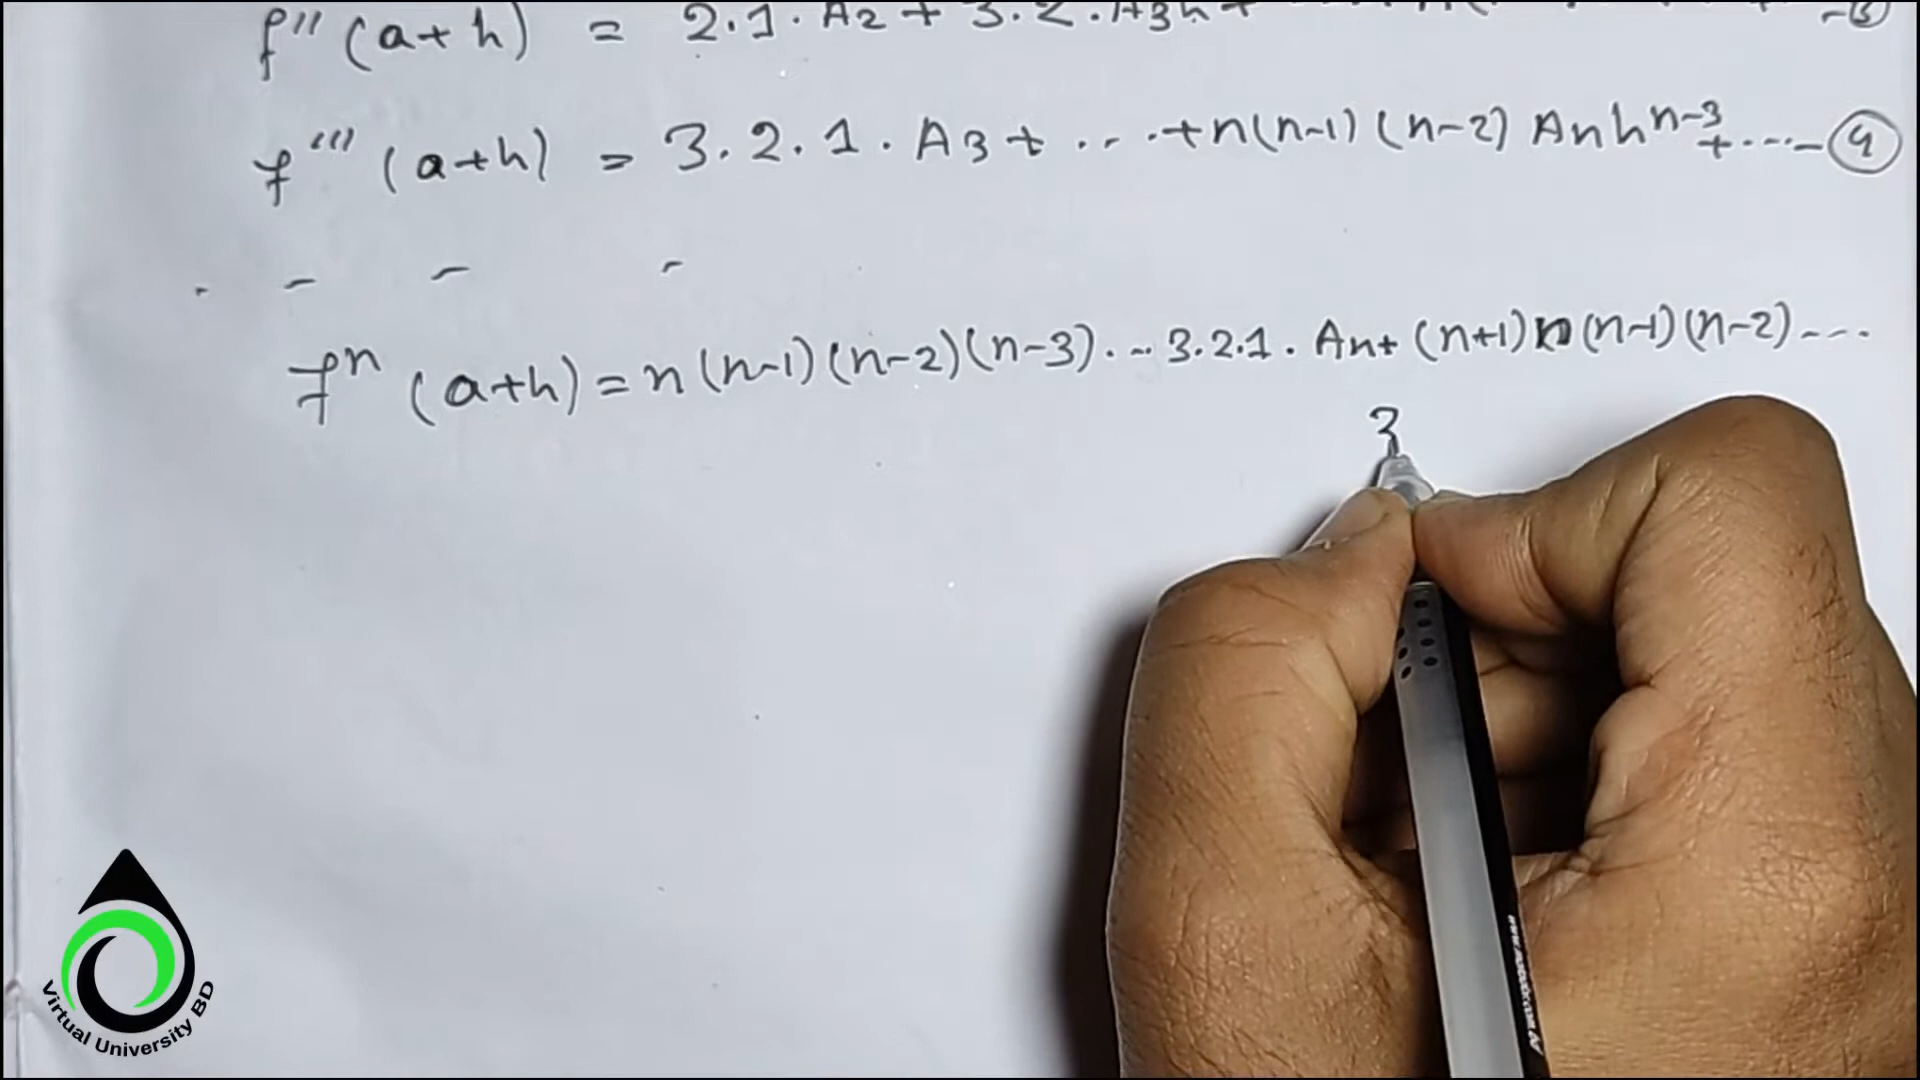 f''(a+h) = 2.1.A2 + 3.2.A3h+
f'''(a+h) = 3.2.1.A3 + ... +n(n-1)(n-2) Anh^n-3 +....- 4
. - - -
f^n (a+h) = n(n-1)(n-2)(n-3)...3.2.1.An+(n+1)n(n-1)(n-2)...
3
Virtual University BD